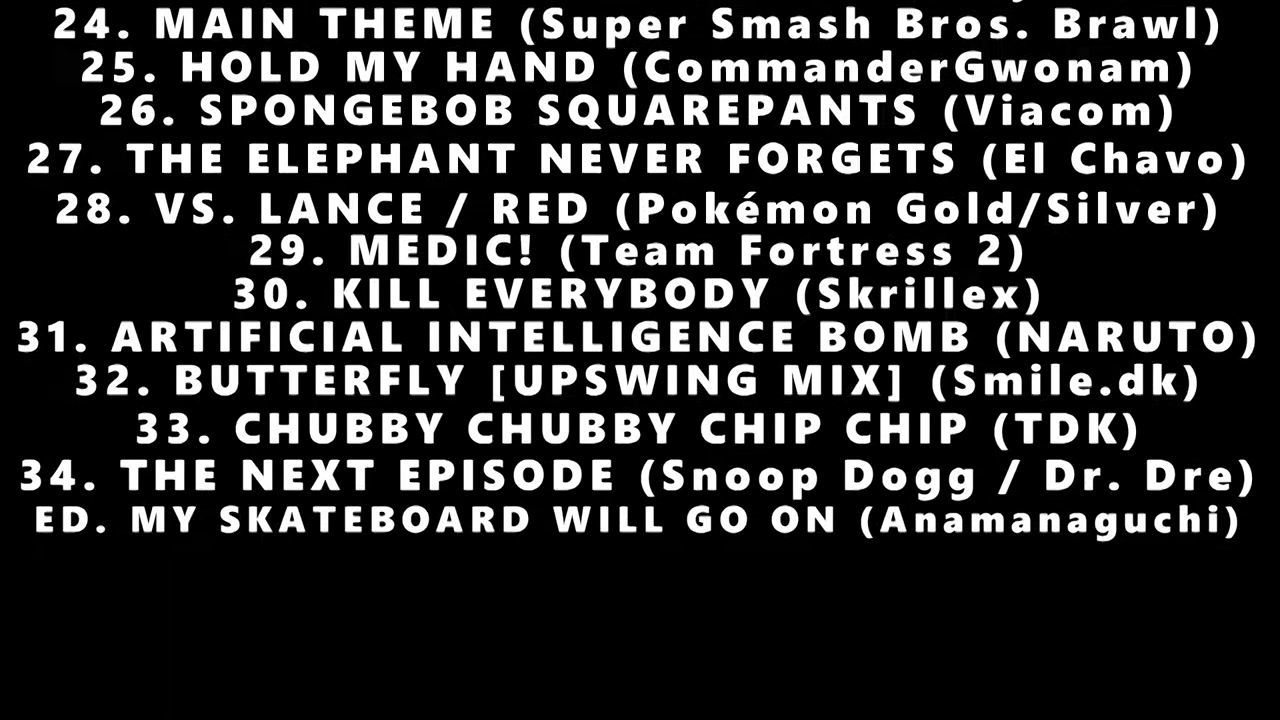 24. MAIN THEME (Super Smash Bros. Brawl)
25. HOLD MY HAND (CommanderGwonam)
26. SPONGEBOB SQUAREPANTS (Viacom)
27. THE ELEPHANT NEVER FORGETS (El Chavo)
28. VS. LANCE / RED (Pokémon Gold/Silver)
29. MEDIC! (Team Fortress 2)
30. KILL EVERYBODY (Skrillex)
31. ARTIFICIAL INTELLIGENCE BOMB (NARUTO)
32. BUTTERFLY [UPSWING MIX] (Smile.dk)
33. CHUBBY CHUBBY CHIP CHIP (TDK)
34. THE NEXT EPISODE (Snoop Dogg / Dr. Dre)
ED. MY SKATEBOARD WILL GO ON (Anamanaguchi)